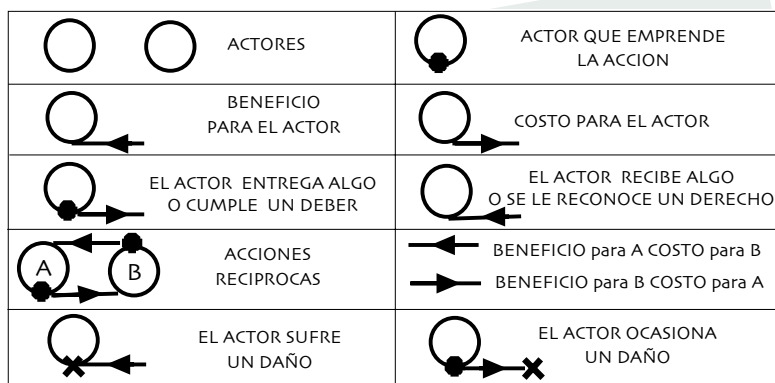 ACTORES
ACTOR QUE EMPRENDE
LA ACCION
BENEFICIO
PARA EL ACTOR
COSTO PARA EL ACTOR
EL ACTOR ENTREGA ALGO
O CUMPLE UN DEBER
EL ACTOR RECIBE ALGO
O SE LE RECONOCE UN DERECHO
A
B
ACCIONES
RECIPROCAS
BENEFICIO para A COSTO para B
BENEFICIO para B COSTO para A
EL ACTOR SUFRE
UN DAÑO
EL ACTOR OCASIONA
UN DAÑO